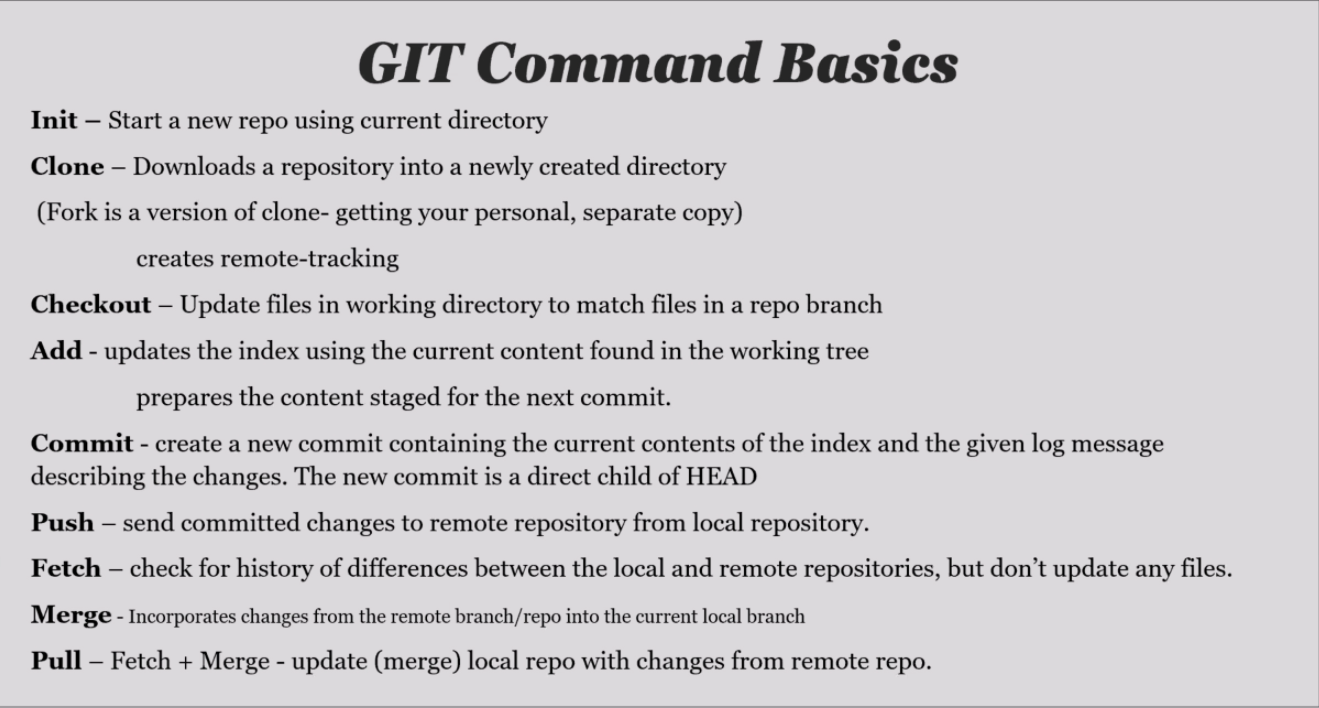 GIT Command Basics
Init – Start a new repo using current directory
Clone – Downloads a repository into a newly created directory
(Fork is a version of clone- getting your personal, separate copy)
creates remote-tracking
Checkout – Update files in working directory to match files in a repo branch
Add - updates the index using the current content found in the working tree
prepares the content staged for the next commit.
Commit - create a new commit containing the current contents of the index and the given log message
describing the changes. The new commit is a direct child of HEAD
Push – send committed changes to remote repository from local repository.
Fetch – check for history of differences between the local and remote repositories, but don’t update any files.
Merge - Incorporates changes from the remote branch/repo into the current local branch
Pull – Fetch + Merge - update (merge) local repo with changes from remote repo.